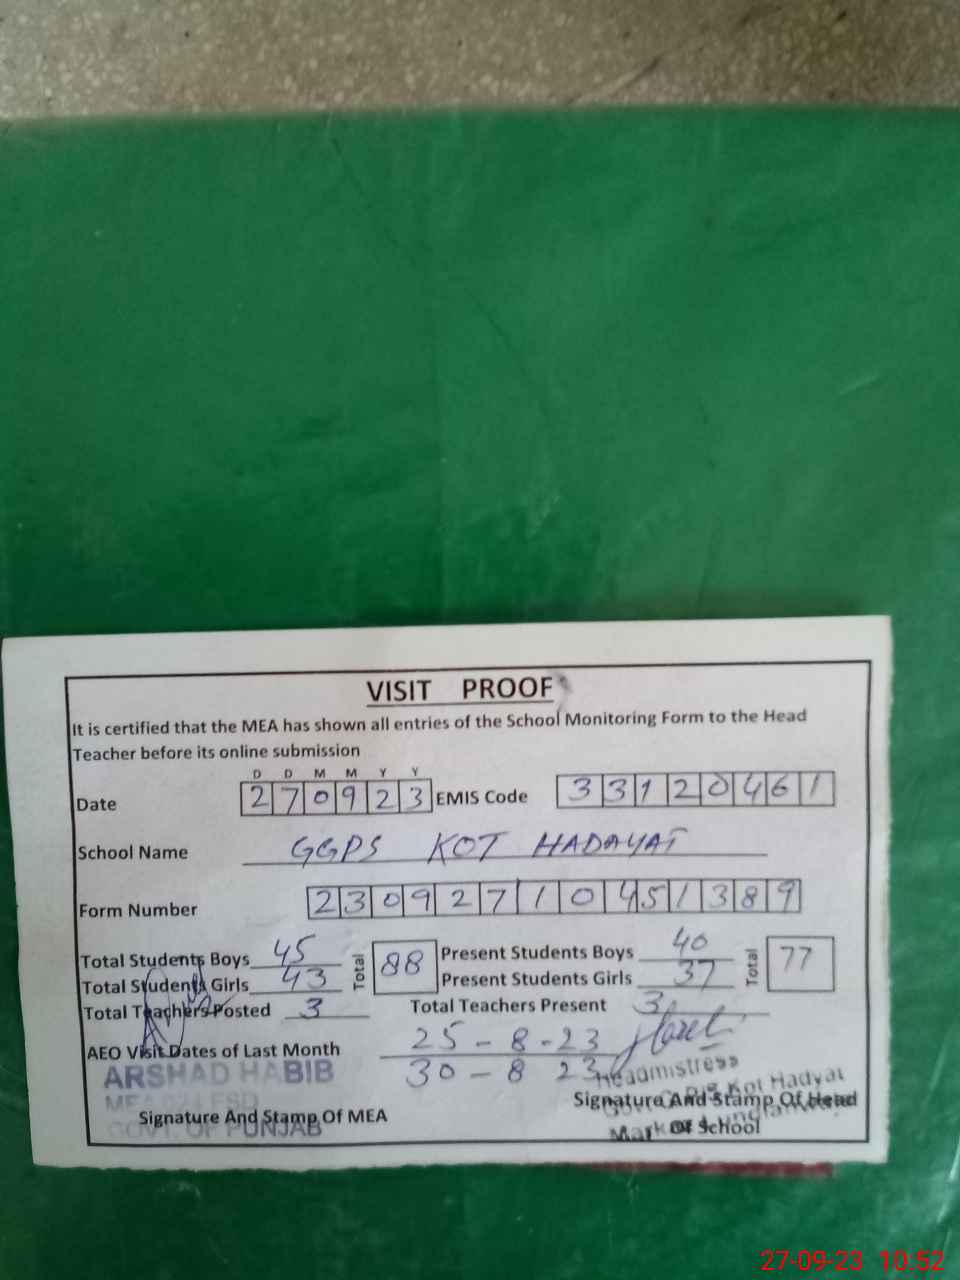 VISIT PROOF
It is certified that the MEA has shown all entries of the School Monitoring Form to the Head
Teacher before its online submission
D D M M Y Y
Date 2 7 0 9 2 3 EMIS Code 3 3 1 2 0 4 6 1
School Name GGPS KOT HADAYAT
Form Number 2 3 0 9 2 7 1 0 4 5 1 3 8 9
Total Students Boys 45 Total 88 Present Students Boys 40 Total 77
Total Students Girls 43 Present Students Girls 37
Total Teachers Posted 3 Total Teachers Present 3
AEO Visit Dates of Last Month 25 - 8 - 23
30 - 8 23
ARSHAD HABIB
Headmistress
Kot Hadyat
Signature And Stamp Of MEA Signature And Stamp Of Head
GOVT. OF PUNJAB
Of School
27-09-23 10:52